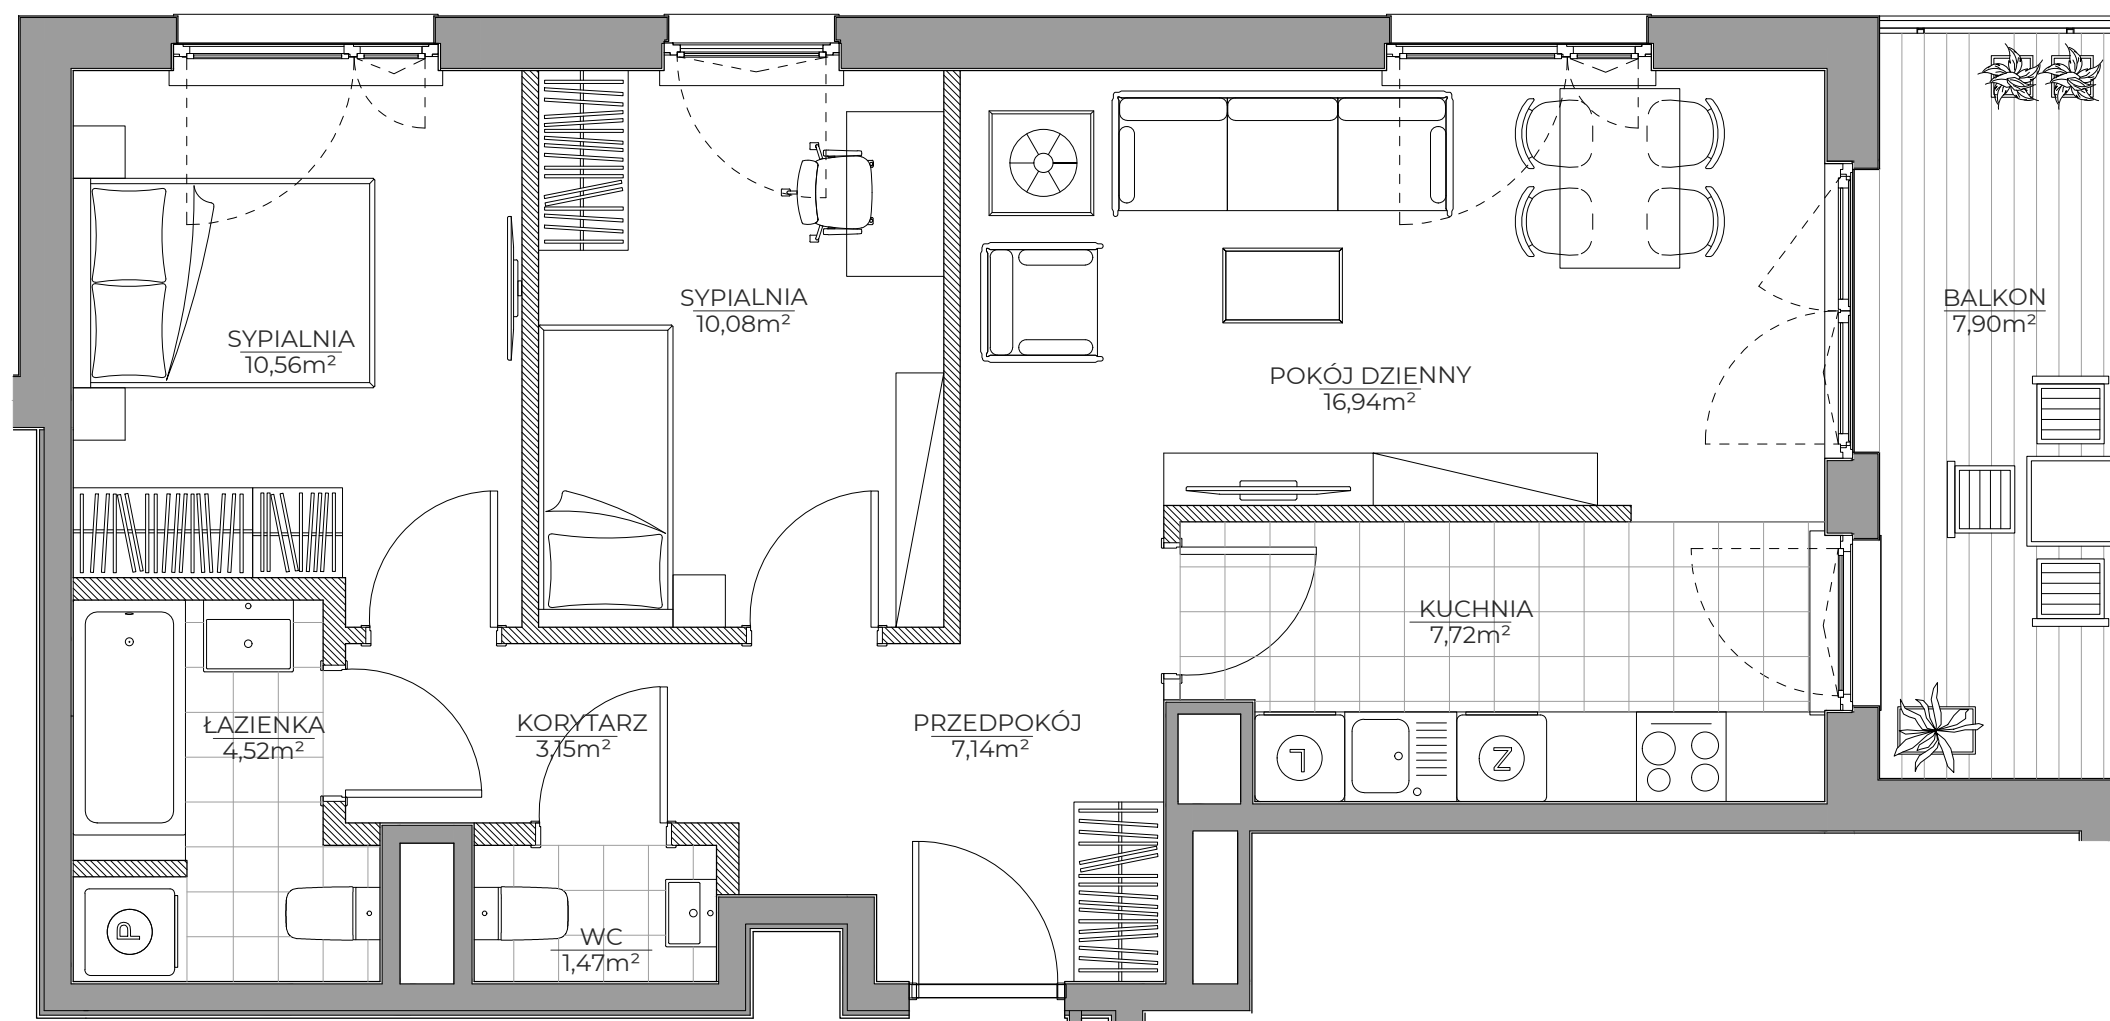 SYPIALNIA
10,56m²
SYPIALNIA
10,08m²
POKÓJ DZIENNY
16,94m²
BALKON
7,90m²
KUCHNIA
7,72m²
ŁAZIENKA
4,52m²
KORYTARZ
3,15m²
PRZEDPOKÓJ
7,14m²
L
Z
P
WC
1,47m²